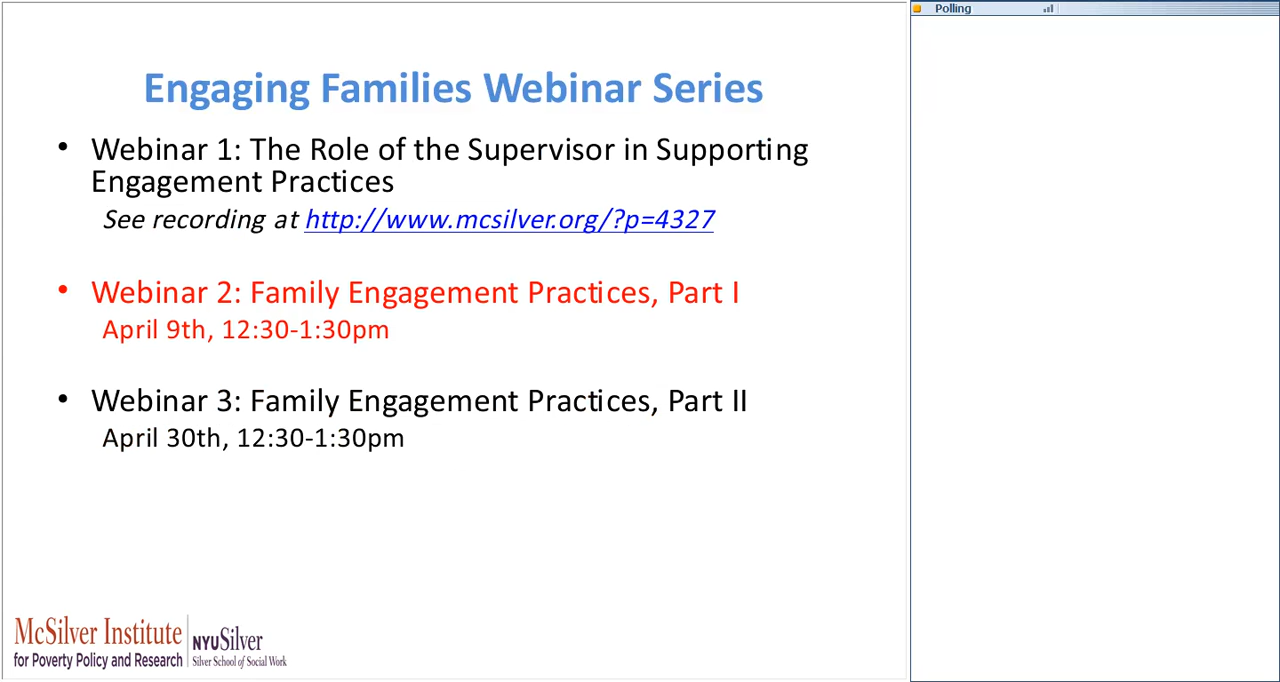 Polling
Engaging Families Webinar Series
• Webinar 1: The Role of the Supervisor in Supporting
Engagement Practices
See recording at http://www.mcsilver.org/?p=4327
• Webinar 2: Family Engagement Practices, Part I
April 9th, 12:30-1:30pm
• Webinar 3: Family Engagement Practices, Part II
April 30th, 12:30-1:30pm
McSilver Institute
for Poverty Policy and Research
NYUSilver
Silver School of Social Work